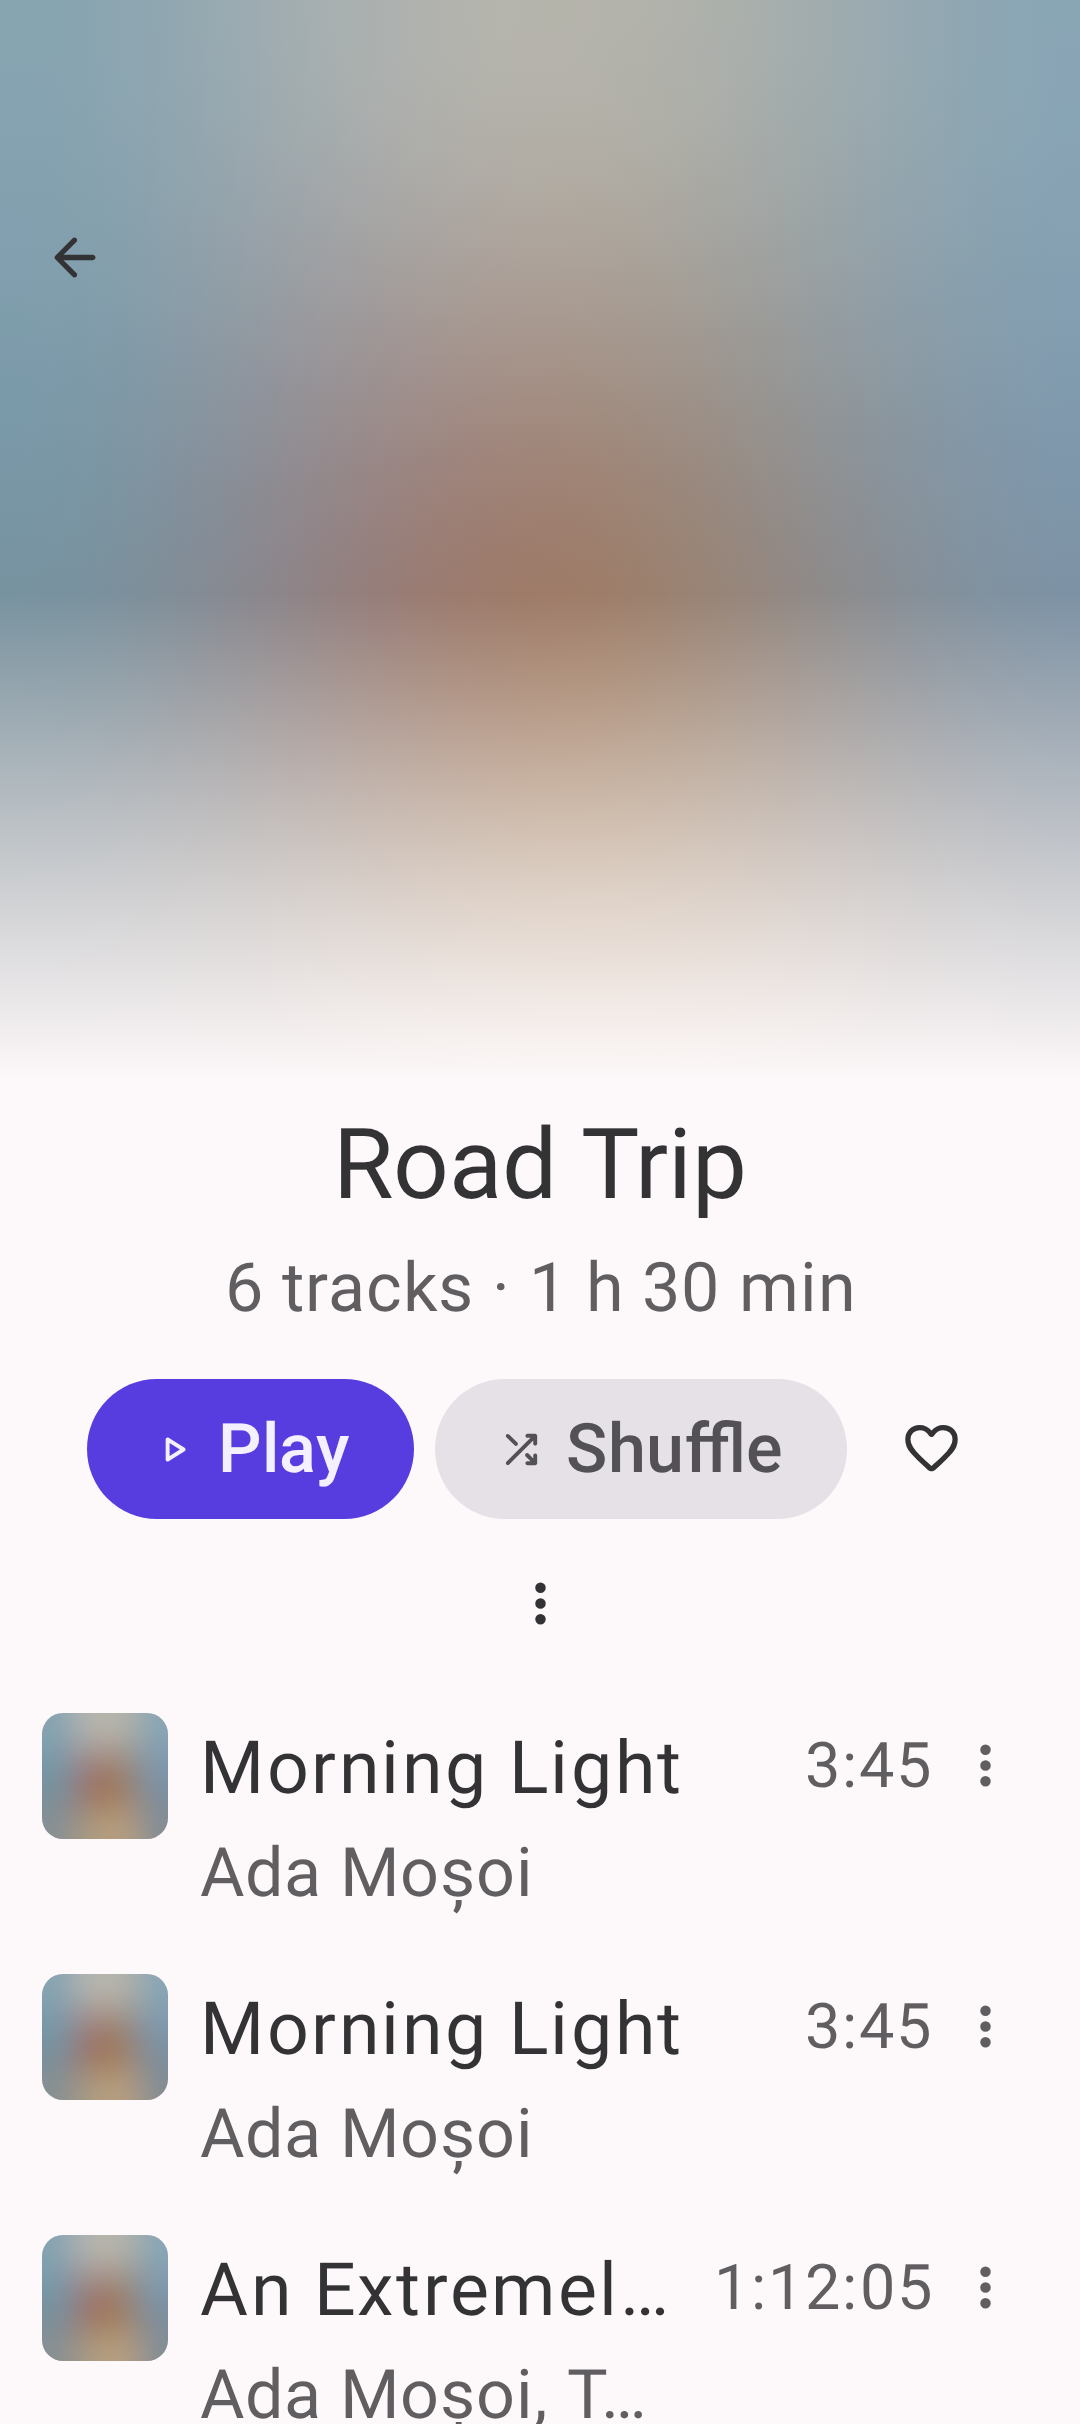 Road Trip
6 tracks · 1 h 30 min
Play
Shuffle
Morning Light
3:45
Ada Moșoi
Morning Light
3:45
Ada Moșoi
An Extremel…
1:12:05
Ada Moșoi, T…